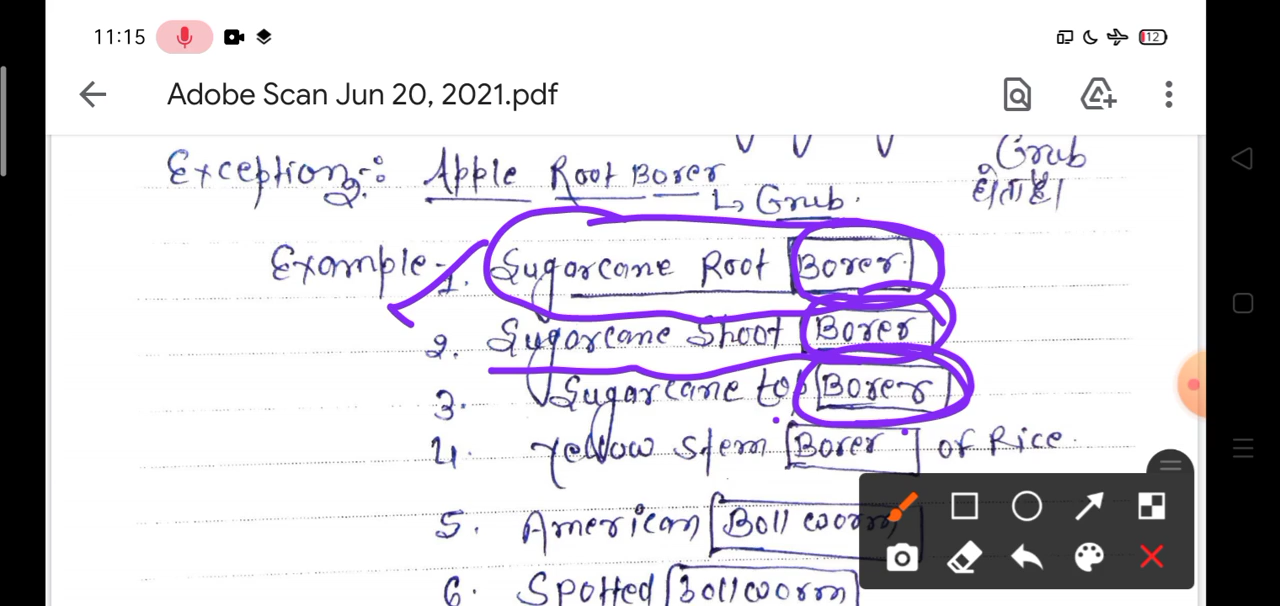 11:15
12
Adobe Scan Jun 20, 2021.pdf
Exception:- Apple Root Borer
↳ Grub.
Grub
होता है।
Example:- 1. Sugarcane Root Borer
2. Sugarcane Shoot Borer
3. Sugarcane top Borer
4. Yellow Stem Borer of Rice.
5. American Boll worm
6. Spotted Bollworm